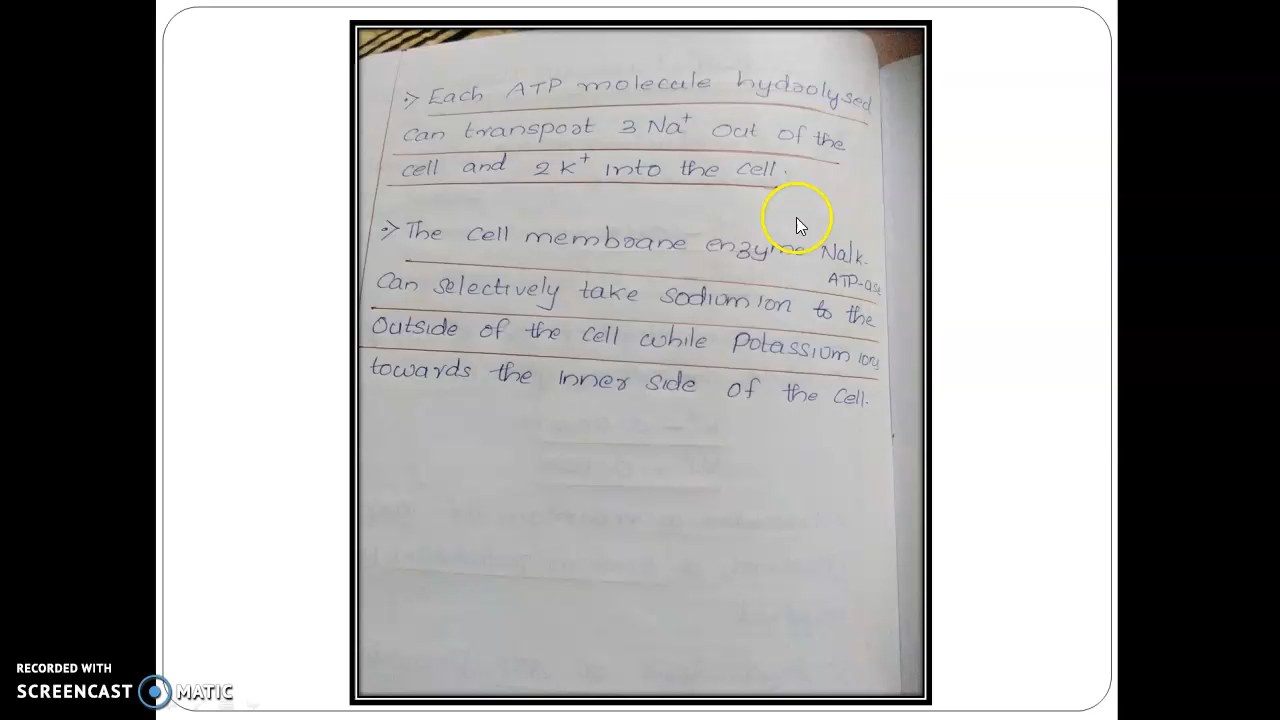 :> Each ATP molecule hydrolysed
can transport 3 Na⁺ out of the
cell and 2 K⁺ into the cell.
:> The cell membrane enzyme Na/k.
ATP-ase
Can selectively take sodium ion to the
outside of the cell while potassium ions
towards the inner side of the cell.
RECORDED WITH
SCREENCAST MATIC